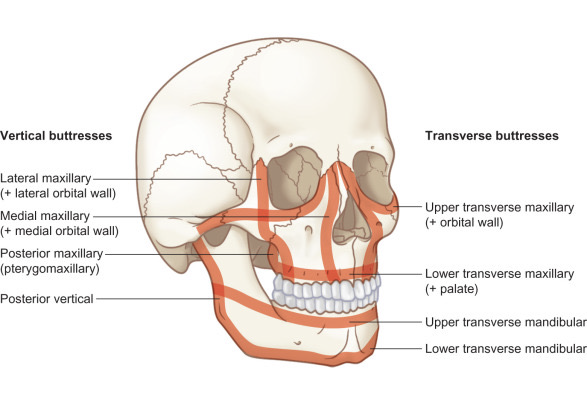 Vertical buttresses
Lateral maxillary
(+ lateral orbital wall)
Medial maxillary
(+ medial orbital wall)
Posterior maxillary
(pterygomaxillary)
Posterior vertical
Transverse buttresses
Upper transverse maxillary
(+ orbital wall)
Lower transverse maxillary
(+ palate)
Upper transverse mandibular
Lower transverse mandibular